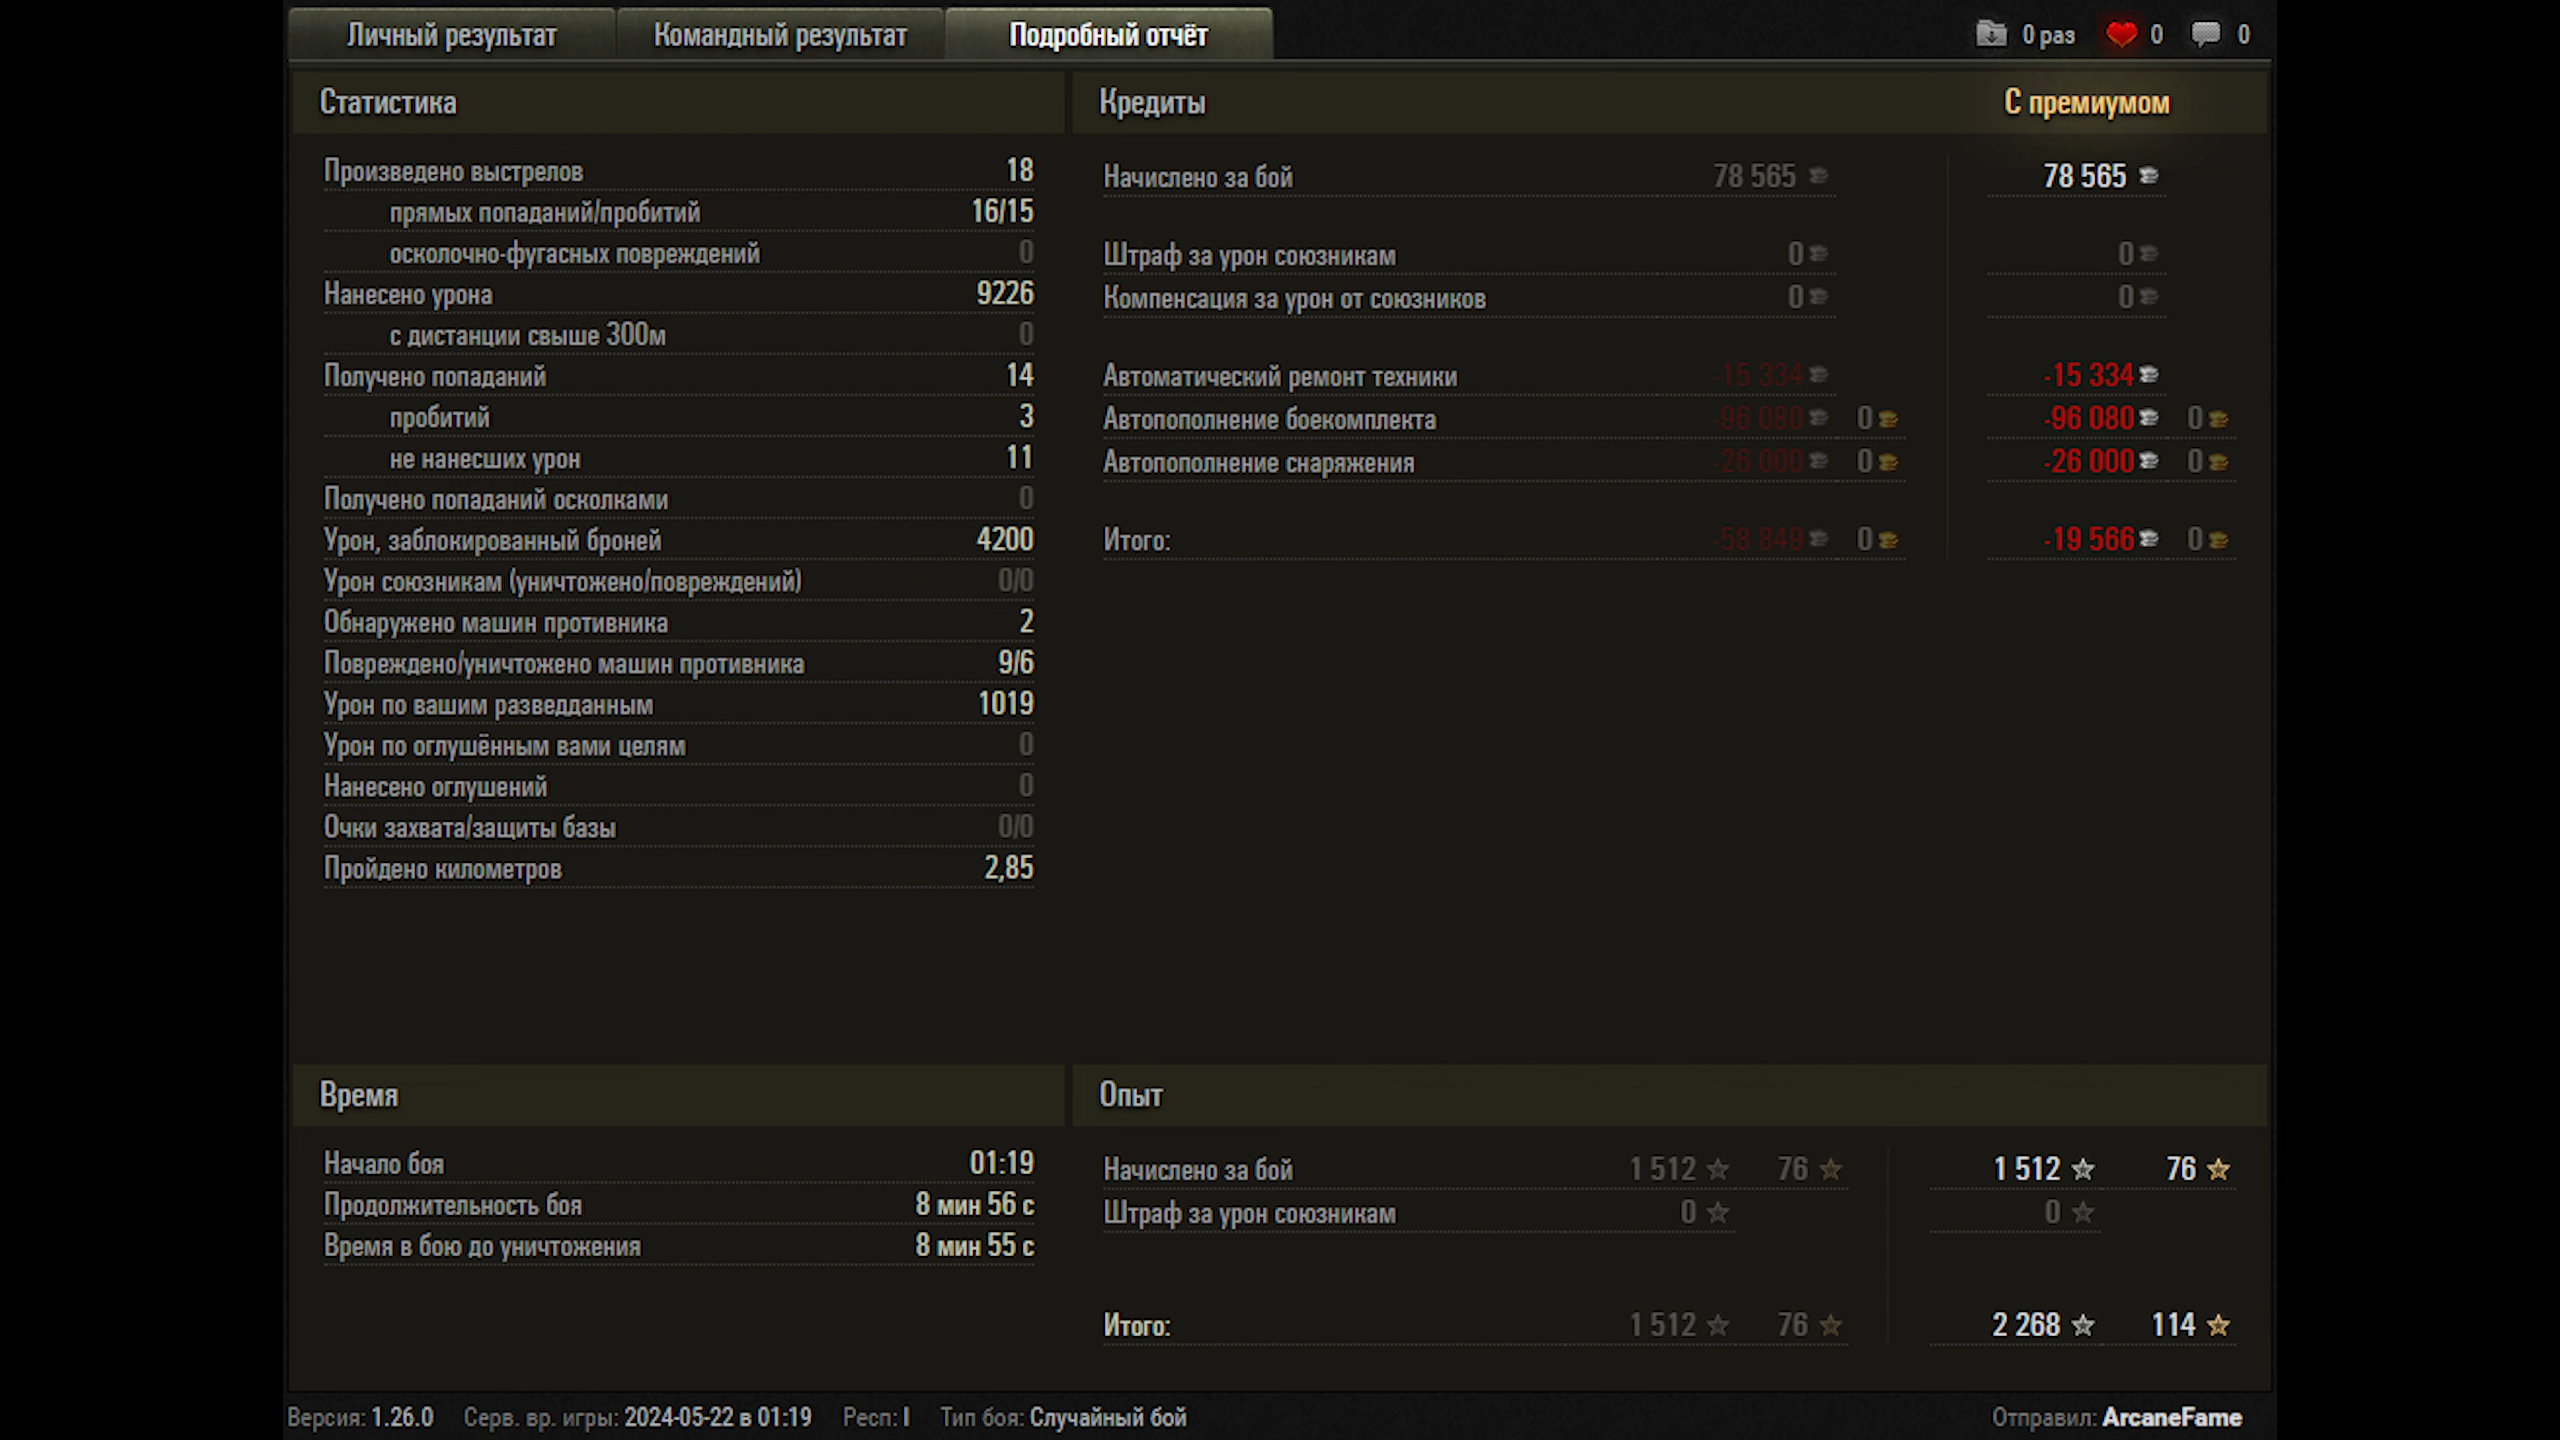 Личный результат Командный результат Подробный отчёт 0 раз 0 0
Статистика
Произведено выстрелов 18
прямых попаданий/пробитий 16/15
осколочно-фугасных повреждений 0
Нанесено урона 9226
с дистанции свыше 300м 0
Получено попаданий 14
пробитий 3
не нанесших урон 11
Получено попаданий осколками 0
Урон, заблокированный броней 4200
Урон союзникам (уничтожено/повреждений) 0/0
Обнаружено машин противника 2
Повреждено/уничтожено машин противника 9/6
Урон по вашим разведданным 1019
Урон по оглушённым вами целям 0
Нанесено оглушений 0
Очки захвата/защиты базы 0/0
Пройдено километров 2,85
Кредиты С премиумом
Начислено за бой 78 565 78 565
Штраф за урон союзникам 0 0
Компенсация за урон от союзников 0 0
Автоматический ремонт техники -15 334 -15 334
Автопополнение боекомплекта -96 080 0 -96 080 0
Автопополнение снаряжения -26 000 0 -26 000 0
Итого: -58 849 0 -19 566 0
Время
Начало боя 01:19
Продолжительность боя 8 мин 56 с
Время в бою до уничтожения 8 мин 55 с
Опыт
Начислено за бой 1 512 76 1 512 76
Штраф за урон союзникам 0 0
Итого: 1 512 76 2 268 114
Версия: 1.26.0 Серв. вр. игры: 2024-05-22 в 01:19 Респ: I Тип боя: Случайный бой Отправил: ArcaneFame